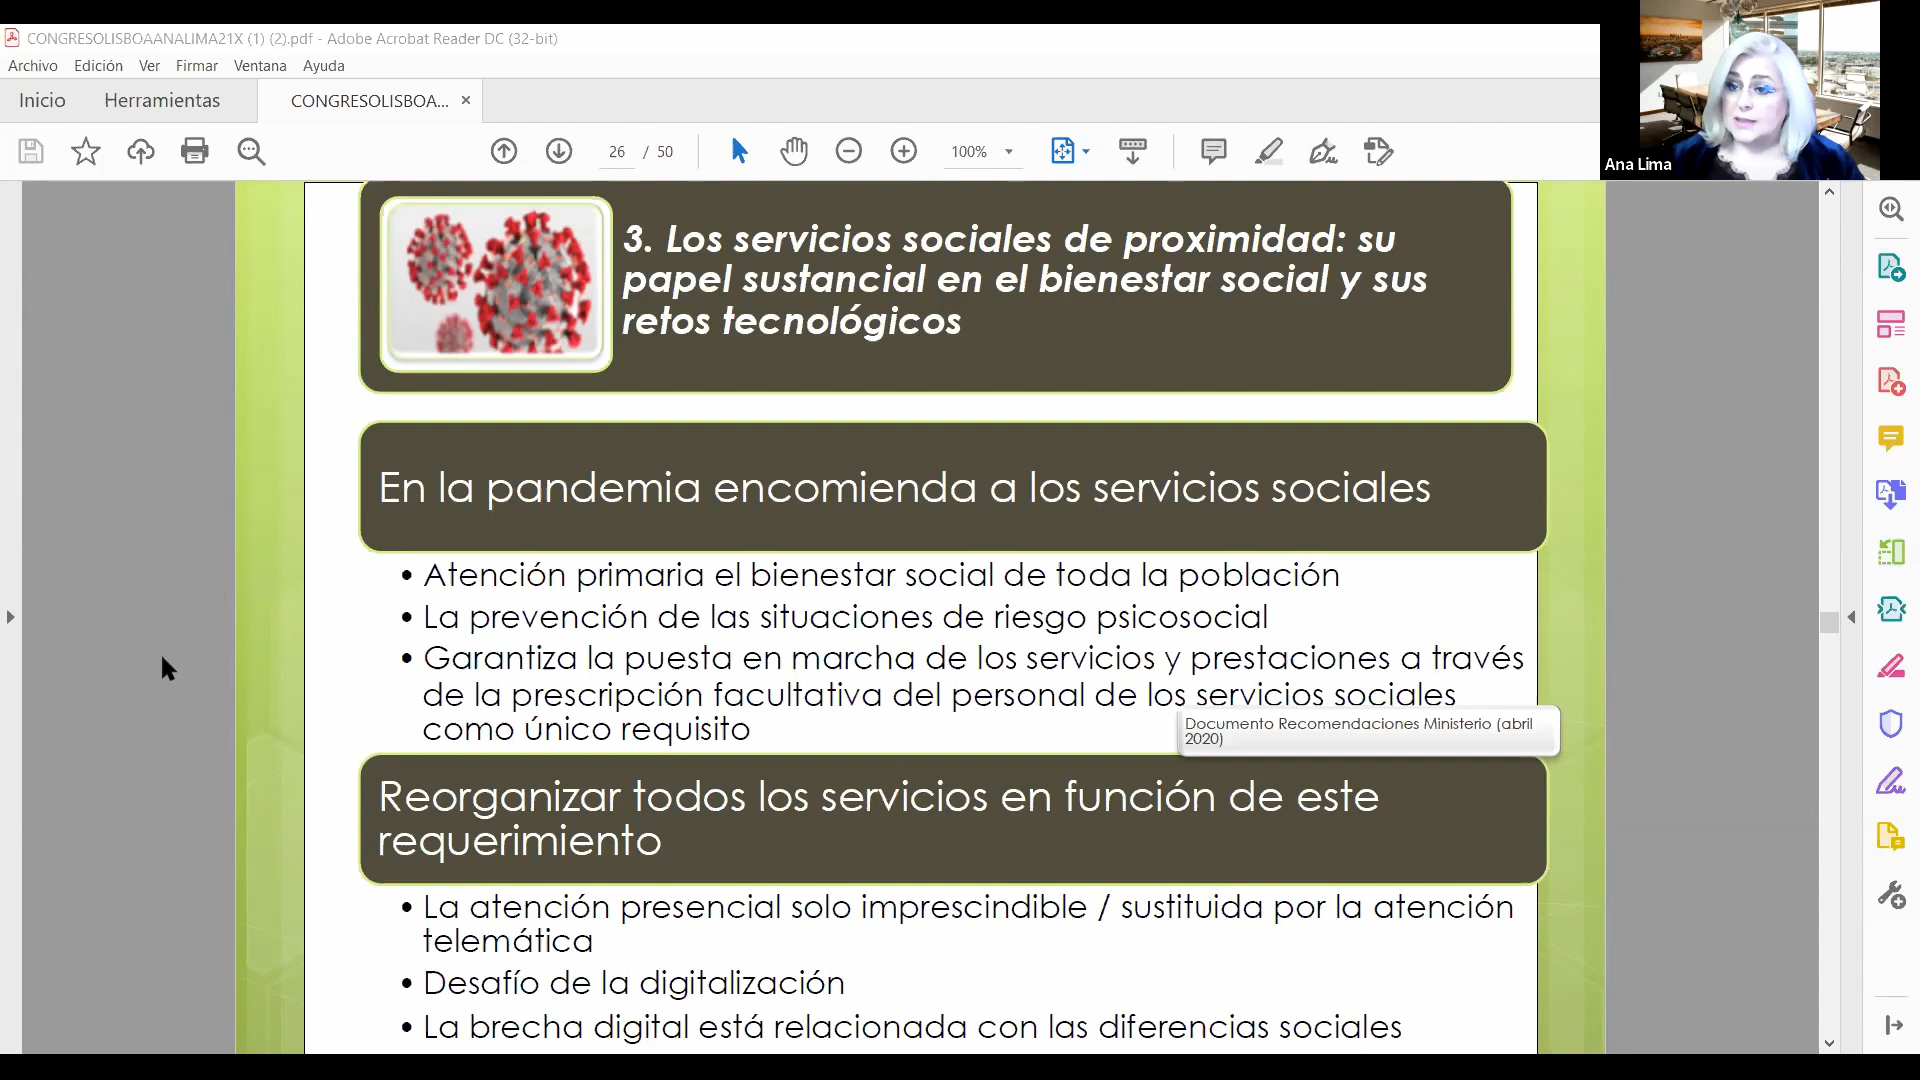 CONGRESOLISBOAANALIMA21X (1) (2).pdf - Adobe Acrobat Reader DC (32-bit)
Archivo Edición Ver Firmar Ventana Ayuda
Inicio Herramientas CONGRESOLISBOA... ×
26 / 50 100%
Ana Lima
3. Los servicios sociales de proximidad: su
papel sustancial en el bienestar social y sus
retos tecnológicos
En la pandemia encomienda a los servicios sociales
• Atención primaria el bienestar social de toda la población
• La prevención de las situaciones de riesgo psicosocial
• Garantiza la puesta en marcha de los servicios y prestaciones a través
de la prescripción facultativa del personal de los servicios sociales
como único requisito
Documento Recomendaciones Ministerio (abril
2020)
Reorganizar todos los servicios en función de este
requerimiento
• La atención presencial solo imprescindible / sustituida por la atención
telemática
• Desafío de la digitalización
• La brecha digital está relacionada con las diferencias sociales